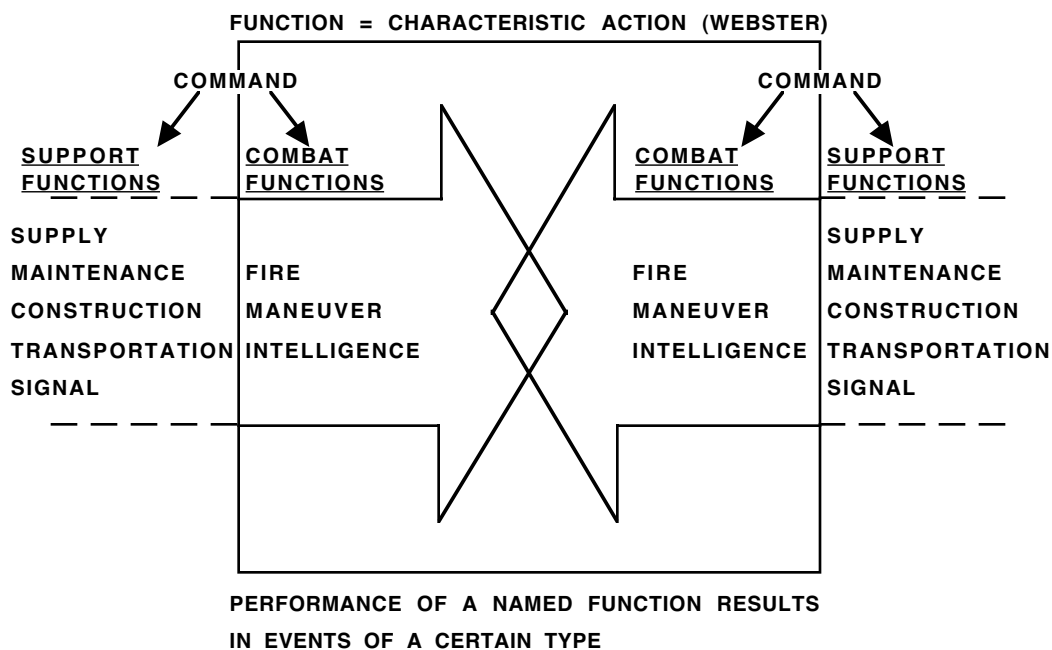 FUNCTION = CHARACTERISTIC ACTION (WEBSTER)
COMMAND
COMMAND
SUPPORT
FUNCTIONS
COMBAT
FUNCTIONS
COMBAT
FUNCTIONS
SUPPORT
FUNCTIONS
SUPPLY
MAINTENANCE
CONSTRUCTION
TRANSPORTATION
SIGNAL
FIRE
MANEUVER
INTELLIGENCE
FIRE
MANEUVER
INTELLIGENCE
SUPPLY
MAINTENANCE
CONSTRUCTION
TRANSPORTATION
SIGNAL
PERFORMANCE OF A NAMED FUNCTION RESULTS
IN EVENTS OF A CERTAIN TYPE